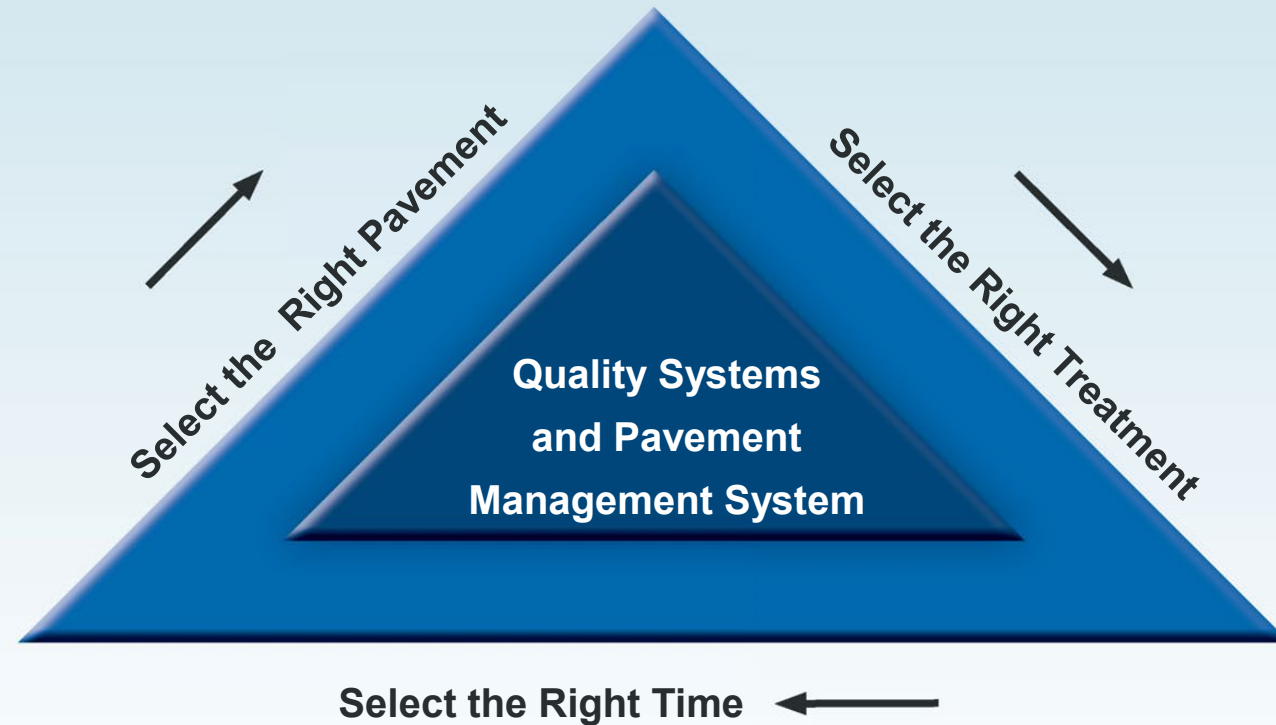 Select the Right Pavement
Select the Right Treatment
Quality Systems
and Pavement
Management System
Select the Right Time